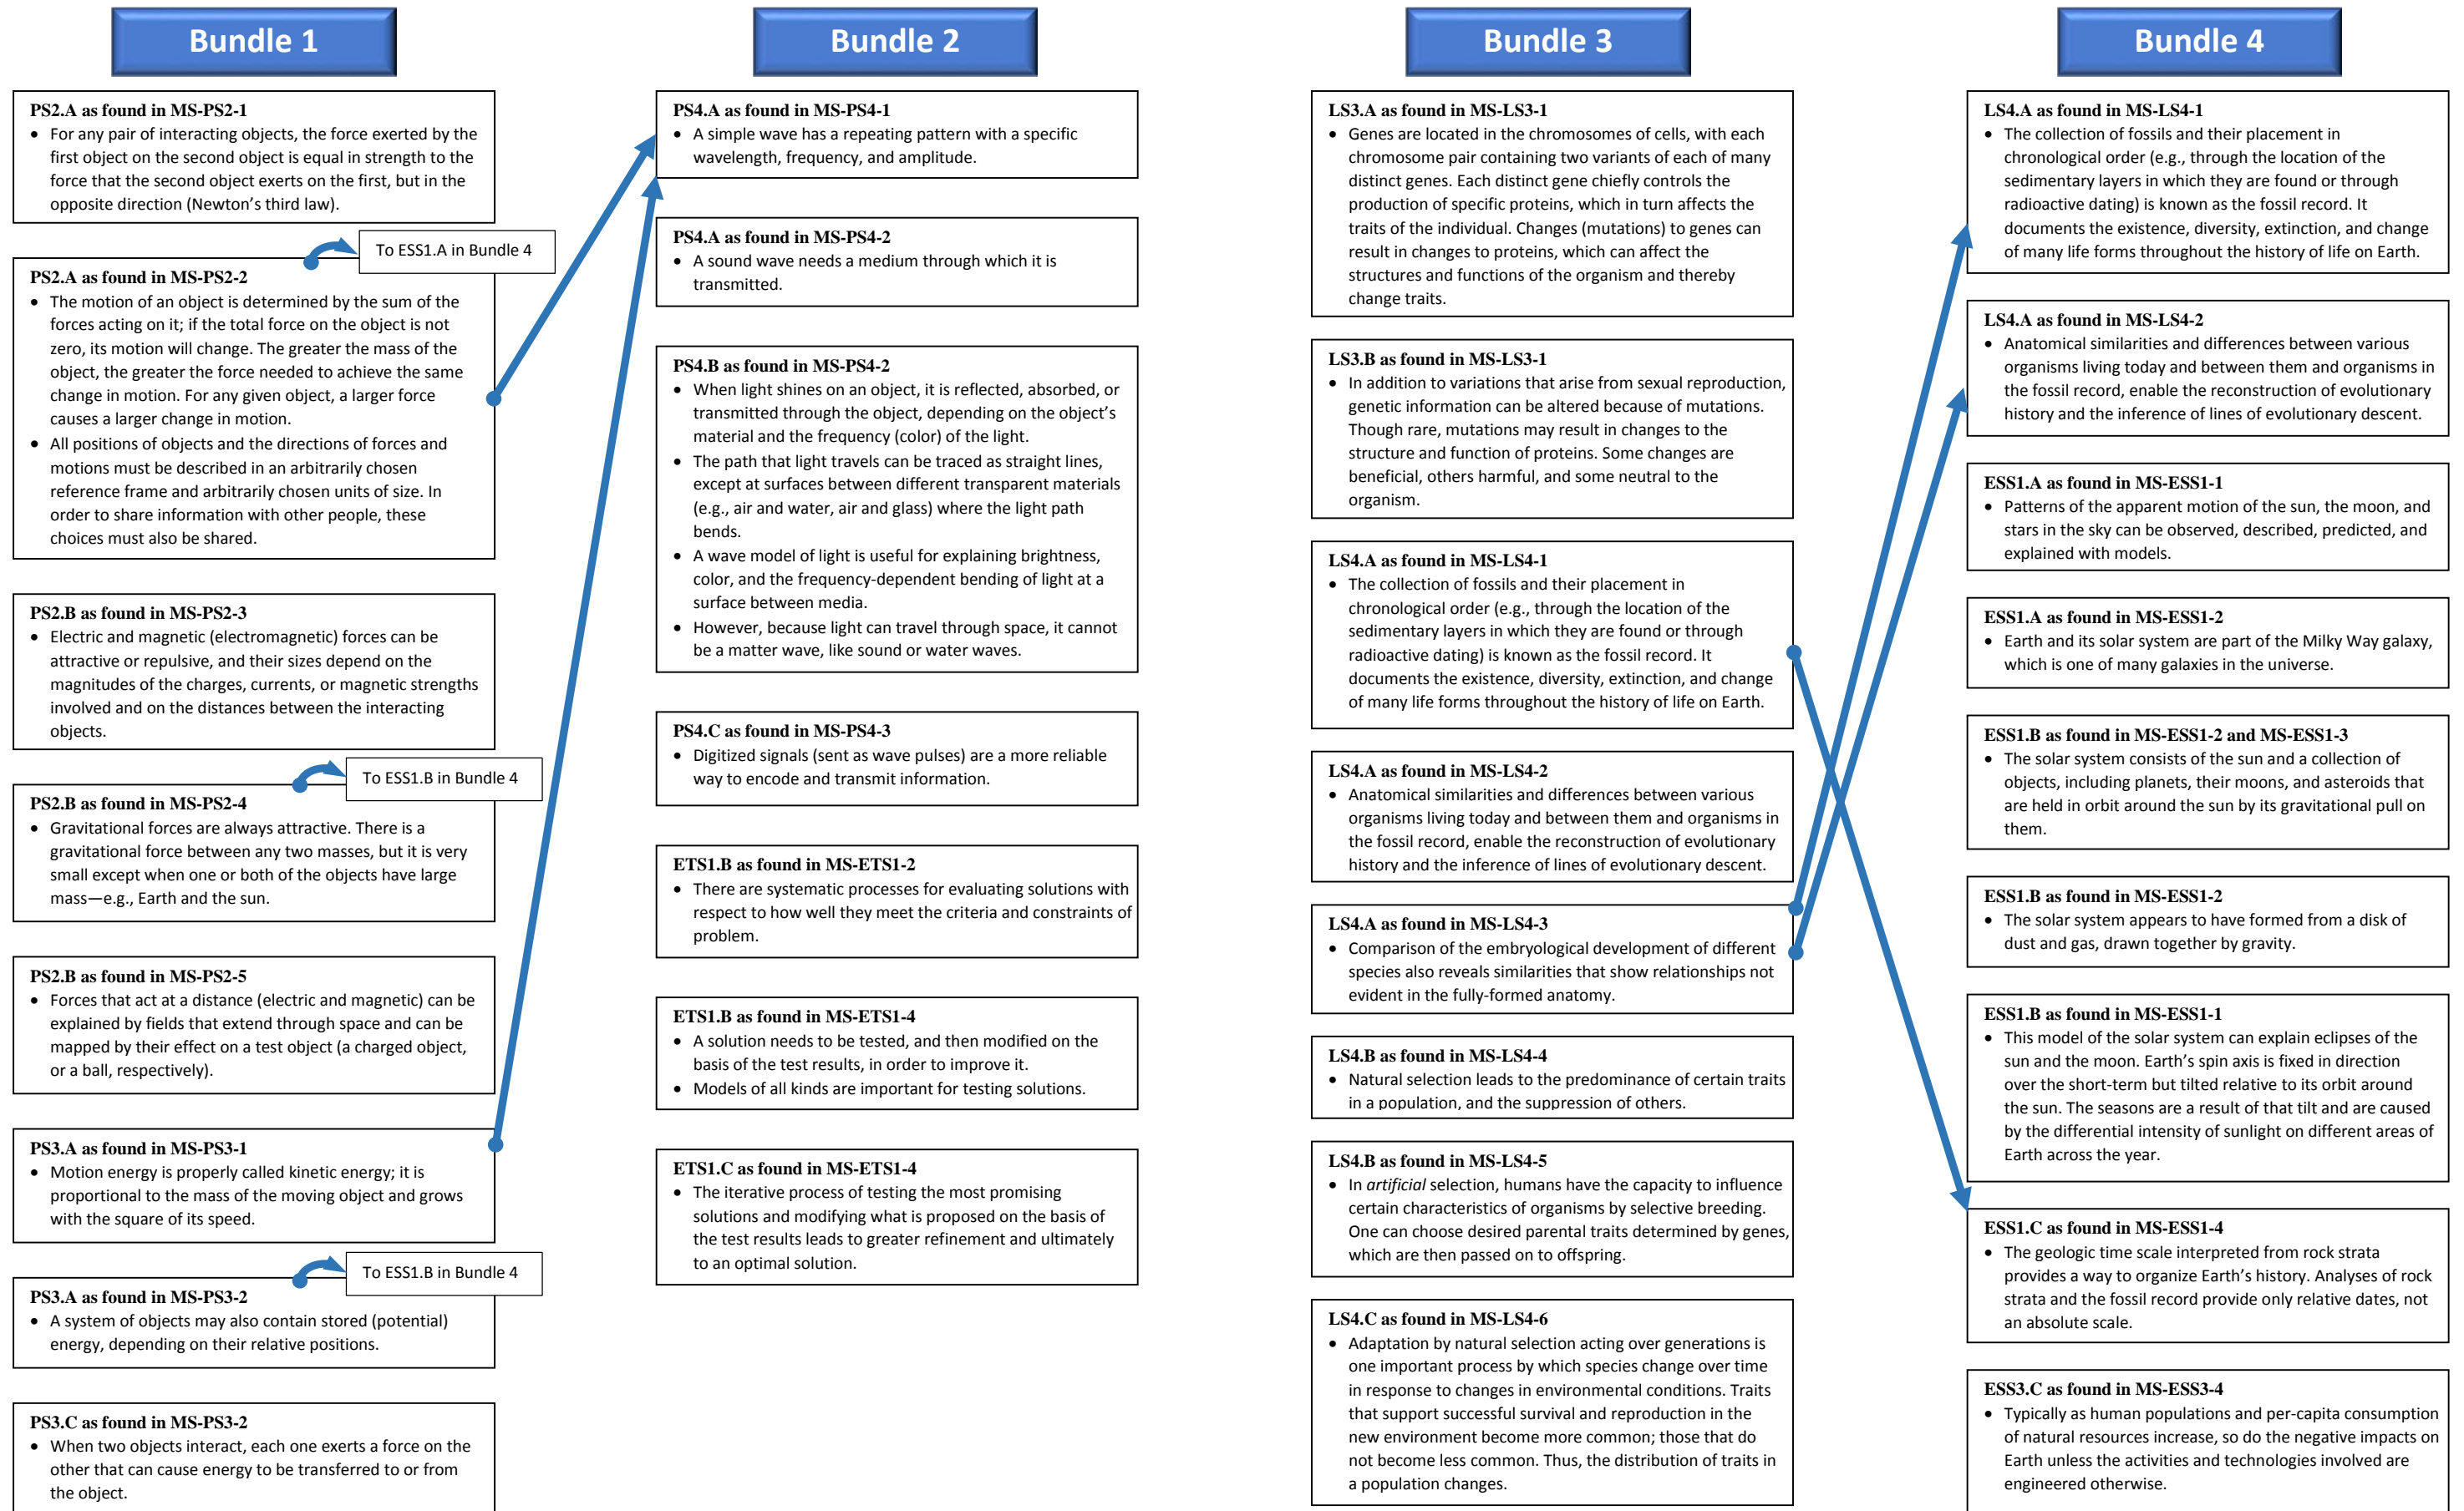 Bundle 1
PS2.A as found in MS-PS2-1
• For any pair of interacting objects, the force exerted by the
first object on the second object is equal in strength to the
force that the second object exerts on the first, but in the
opposite direction (Newton’s third law).
To ESS1.A in Bundle 4
PS2.A as found in MS-PS2-2
• The motion of an object is determined by the sum of the
forces acting on it; if the total force on the object is not
zero, its motion will change. The greater the mass of the
object, the greater the force needed to achieve the same
change in motion. For any given object, a larger force
causes a larger change in motion.
• All positions of objects and the directions of forces and
motions must be described in an arbitrarily chosen
reference frame and arbitrarily chosen units of size. In
order to share information with other people, these
choices must also be shared.
PS2.B as found in MS-PS2-3
• Electric and magnetic (electromagnetic) forces can be
attractive or repulsive, and their sizes depend on the
magnitudes of the charges, currents, or magnetic strengths
involved and on the distances between the interacting
objects.
To ESS1.B in Bundle 4
PS2.B as found in MS-PS2-4
• Gravitational forces are always attractive. There is a
gravitational force between any two masses, but it is very
small except when one or both of the objects have large
mass—e.g., Earth and the sun.
PS2.B as found in MS-PS2-5
• Forces that act at a distance (electric and magnetic) can be
explained by fields that extend through space and can be
mapped by their effect on a test object (a charged object,
or a ball, respectively).
PS3.A as found in MS-PS3-1
• Motion energy is properly called kinetic energy; it is
proportional to the mass of the moving object and grows
with the square of its speed.
To ESS1.B in Bundle 4
PS3.A as found in MS-PS3-2
• A system of objects may also contain stored (potential)
energy, depending on their relative positions.
PS3.C as found in MS-PS3-2
• When two objects interact, each one exerts a force on the
other that can cause energy to be transferred to or from
the object.
Bundle 2
PS4.A as found in MS-PS4-1
• A simple wave has a repeating pattern with a specific
wavelength, frequency, and amplitude.
PS4.A as found in MS-PS4-2
• A sound wave needs a medium through which it is
transmitted.
PS4.B as found in MS-PS4-2
• When light shines on an object, it is reflected, absorbed, or
transmitted through the object, depending on the object’s
material and the frequency (color) of the light.
• The path that light travels can be traced as straight lines,
except at surfaces between different transparent materials
(e.g., air and water, air and glass) where the light path
bends.
• A wave model of light is useful for explaining brightness,
color, and the frequency-dependent bending of light at a
surface between media.
• However, because light can travel through space, it cannot
be a matter wave, like sound or water waves.
PS4.C as found in MS-PS4-3
• Digitized signals (sent as wave pulses) are a more reliable
way to encode and transmit information.
ETS1.B as found in MS-ETS1-2
• There are systematic processes for evaluating solutions with
respect to how well they meet the criteria and constraints of
problem.
ETS1.B as found in MS-ETS1-4
• A solution needs to be tested, and then modified on the
basis of the test results, in order to improve it.
• Models of all kinds are important for testing solutions.
ETS1.C as found in MS-ETS1-4
• The iterative process of testing the most promising
solutions and modifying what is proposed on the basis of
the test results leads to greater refinement and ultimately
to an optimal solution.
Bundle 3
LS3.A as found in MS-LS3-1
• Genes are located in the chromosomes of cells, with each
chromosome pair containing two variants of each of many
distinct genes. Each distinct gene chiefly controls the
production of specific proteins, which in turn affects the
traits of the individual. Changes (mutations) to genes can
result in changes to proteins, which can affect the
structures and functions of the organism and thereby
change traits.
LS3.B as found in MS-LS3-1
• In addition to variations that arise from sexual reproduction,
genetic information can be altered because of mutations.
Though rare, mutations may result in changes to the
structure and function of proteins. Some changes are
beneficial, others harmful, and some neutral to the
organism.
LS4.A as found in MS-LS4-1
• The collection of fossils and their placement in
chronological order (e.g., through the location of the
sedimentary layers in which they are found or through
radioactive dating) is known as the fossil record. It
documents the existence, diversity, extinction, and change
of many life forms throughout the history of life on Earth.
LS4.A as found in MS-LS4-2
• Anatomical similarities and differences between various
organisms living today and between them and organisms in
the fossil record, enable the reconstruction of evolutionary
history and the inference of lines of evolutionary descent.
LS4.A as found in MS-LS4-3
• Comparison of the embryological development of different
species also reveals similarities that show relationships not
evident in the fully-formed anatomy.
LS4.B as found in MS-LS4-4
• Natural selection leads to the predominance of certain traits
in a population, and the suppression of others.
LS4.B as found in MS-LS4-5
• In artificial selection, humans have the capacity to influence
certain characteristics of organisms by selective breeding.
One can choose desired parental traits determined by genes,
which are then passed on to offspring.
LS4.C as found in MS-LS4-6
• Adaptation by natural selection acting over generations is
one important process by which species change over time
in response to changes in environmental conditions. Traits
that support successful survival and reproduction in the
new environment become more common; those that do
not become less common. Thus, the distribution of traits in
a population changes.
Bundle 4
LS4.A as found in MS-LS4-1
• The collection of fossils and their placement in
chronological order (e.g., through the location of the
sedimentary layers in which they are found or through
radioactive dating) is known as the fossil record. It
documents the existence, diversity, extinction, and change
of many life forms throughout the history of life on Earth.
LS4.A as found in MS-LS4-2
• Anatomical similarities and differences between various
organisms living today and between them and organisms in
the fossil record, enable the reconstruction of evolutionary
history and the inference of lines of evolutionary descent.
ESS1.A as found in MS-ESS1-1
• Patterns of the apparent motion of the sun, the moon, and
stars in the sky can be observed, described, predicted, and
explained with models.
ESS1.A as found in MS-ESS1-2
• Earth and its solar system are part of the Milky Way galaxy,
which is one of many galaxies in the universe.
ESS1.B as found in MS-ESS1-2 and MS-ESS1-3
• The solar system consists of the sun and a collection of
objects, including planets, their moons, and asteroids that
are held in orbit around the sun by its gravitational pull on
them.
ESS1.B as found in MS-ESS1-2
• The solar system appears to have formed from a disk of
dust and gas, drawn together by gravity.
ESS1.B as found in MS-ESS1-1
• This model of the solar system can explain eclipses of the
sun and the moon. Earth’s spin axis is fixed in direction
over the short-term but tilted relative to its orbit around
the sun. The seasons are a result of that tilt and are caused
by the differential intensity of sunlight on different areas of
Earth across the year.
ESS1.C as found in MS-ESS1-4
• The geologic time scale interpreted from rock strata
provides a way to organize Earth’s history. Analyses of rock
strata and the fossil record provide only relative dates, not
an absolute scale.
ESS3.C as found in MS-ESS3-4
• Typically as human populations and per-capita consumption
of natural resources increase, so do the negative impacts on
Earth unless the activities and technologies involved are
engineered otherwise.